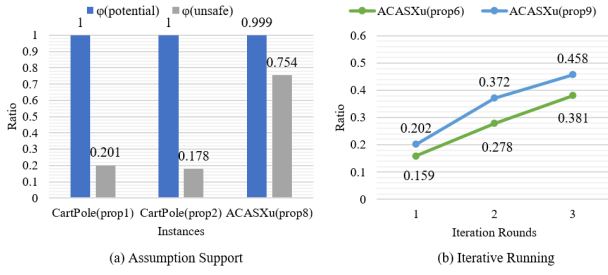 φ(potential) φ(unsafe)
1 1 0.999
1
0.9
0.8
0.7
0.6
0.5
0.4
0.3
0.2
0.1
0
Ratio
0.201
0.178
0.754
CartPole(prop1) CartPole(prop2) ACASXu(prop8)
Instances
(a) Assumption Support
ACASXu(prop6) ACASXu(prop9)
0.6
0.5
0.4
0.3
0.2
0.1
0
Ratio
0.202
0.372
0.458
0.159
0.278
0.381
1 2 3
Iteration Rounds
(b) Iterative Running